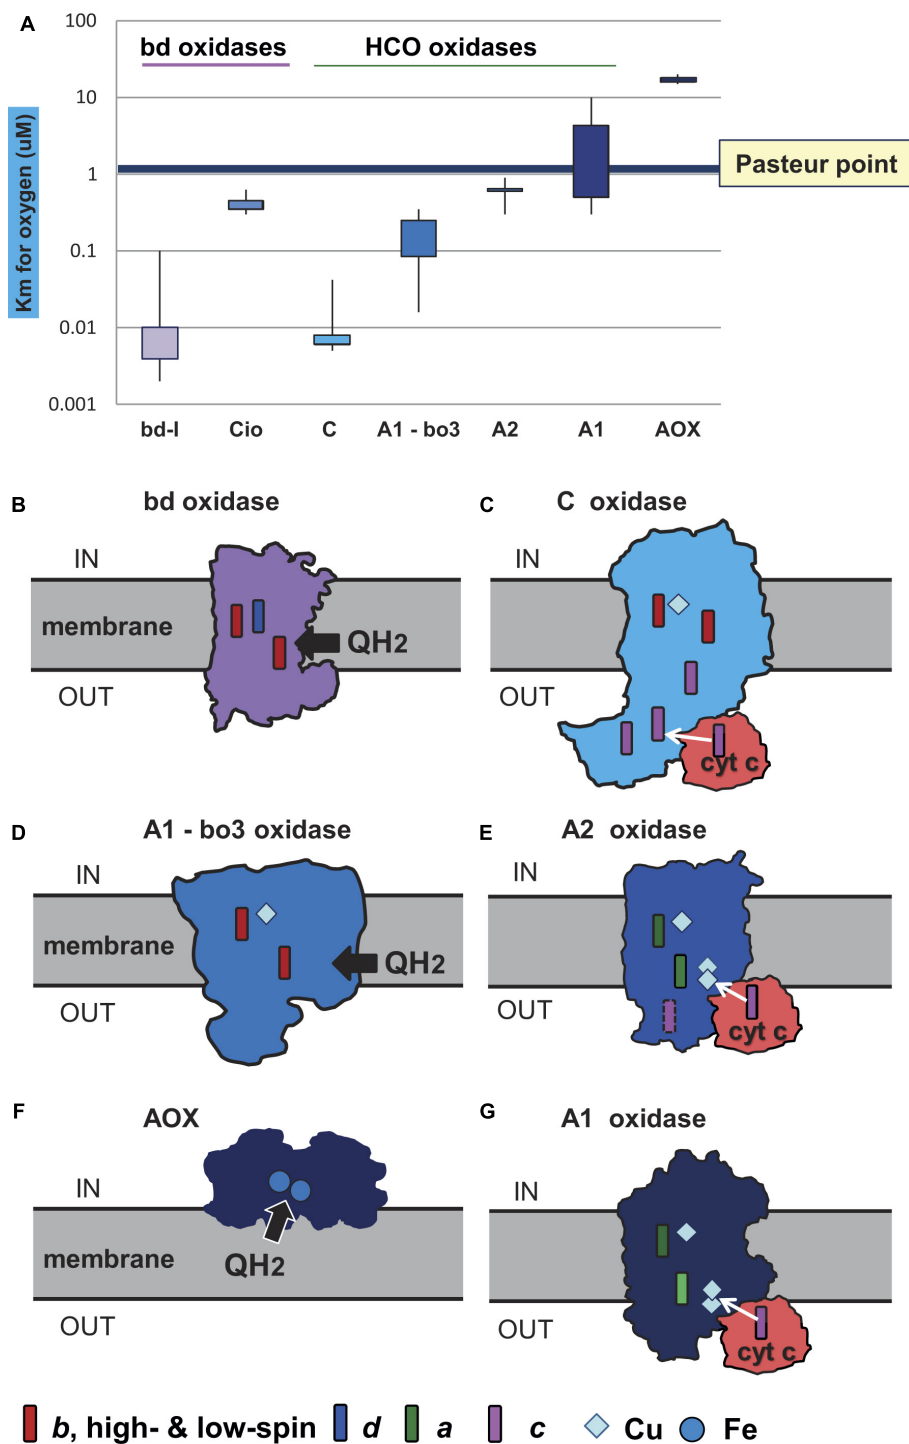 A
bd oxidases
HCO oxidases
Km for oxygen (uM)
100
10
1
0.1
0.01
0.001
Pasteur point
bd-I Cio C A1 - bo3 A2 A1 AOX
B
bd oxidase
IN
membrane
QH2
OUT
C
C oxidase
IN
OUT
cyt c
D
A1 - bo3 oxidase
IN
membrane
QH2
OUT
E
A2 oxidase
IN
OUT
cyt c
F
AOX
IN
membrane
QH2
OUT
G
A1 oxidase
IN
OUT
cyt c
b, high- & low-spin d a c Cu Fe